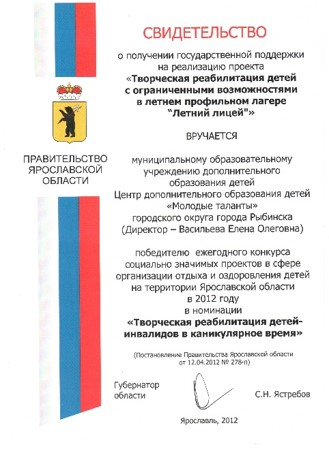 СВИДЕТЕЛЬСТВО
о получении государственной поддержки
на реализацию проекта
«Творческая реабилитация детей
с ограниченными возможностями
в летнем профильном лагере
"Летний лицей"»
ВРУЧАЕТСЯ
ПРАВИТЕЛЬСТВО
ЯРОСЛАВСКОЙ
ОБЛАСТИ
муниципальному образовательному
учреждению дополнительного
образования детей
Центр дополнительного образования детей
«Молодые таланты»
городского округа города Рыбинска
(Директор – Васильева Елена Олеговна)
победителю ежегодного конкурса
социально значимых проектов в сфере
организации отдыха и оздоровления детей
на территории Ярославской области
в 2012 году
в номинации
«Творческая реабилитация детей-
инвалидов в каникулярное время»
(Постановление Правительства Ярославской области
от 12.04.2012 № 278-п)
Губернатор
области
С.Н. Ястребов
Ярославль, 2012